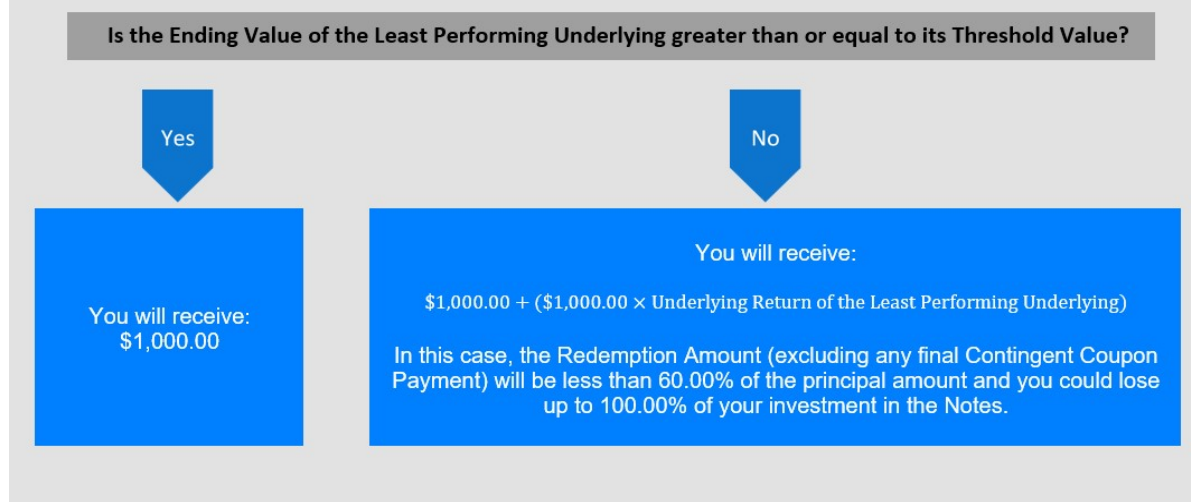 Is the Ending Value of the Least Performing Underlying greater than or equal to its Threshold Value?
Yes
No
You will receive:
$1,000.00
You will receive:
$1,000.00 + ($1,000.00 × Underlying Return of the Least Performing Underlying)
In this case, the Redemption Amount (excluding any final Contingent Coupon
Payment) will be less than 60.00% of the principal amount and you could lose
up to 100.00% of your investment in the Notes.